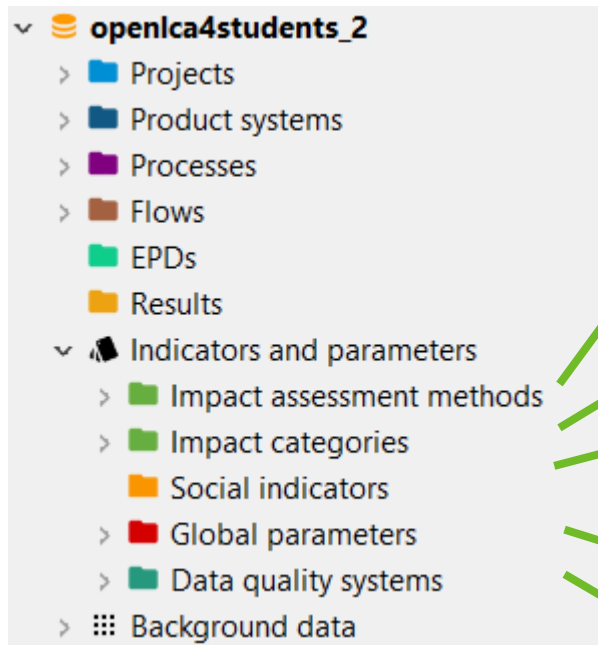 openlca4students_2
Projects
Product systems
Processes
Flows
EPDs
Results
Indicators and parameters
Impact assessment methods
Impact categories
Social indicators
Global parameters
Data quality systems
Background data